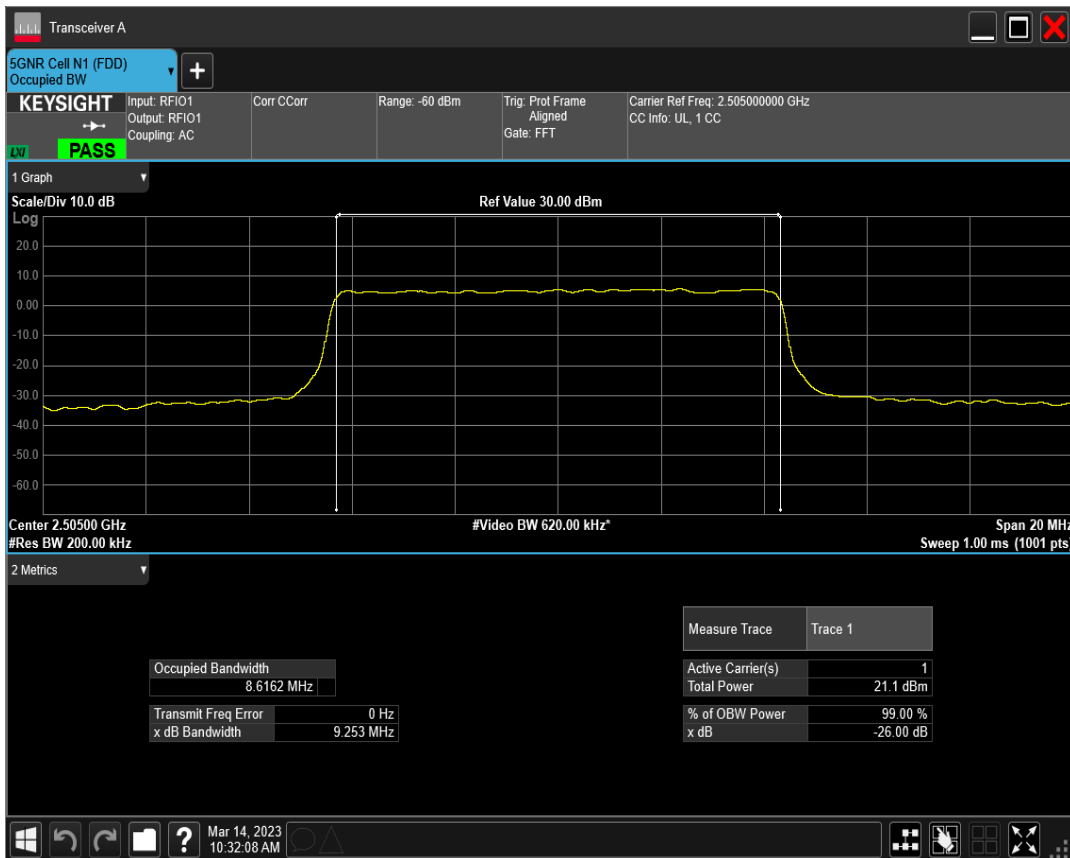 Transceiver A
5GNR Cell N1 (FDD)
Occupied BW
KEYSIGHT
LXI
PASS
Input: RFIO1
Output: RFIO1
Coupling: AC
Corr CCorr
Range: -60 dBm
Trig: Prot Frame
Aligned
Gate: FFT
Carrier Ref Freq: 2.505000000 GHz
CC Info: UL, 1 CC
1 Graph
Scale/Div 10.0 dB
Ref Value 30.00 dBm
Log
20.0
10.0
0.00
-10.0
-20.0
-30.0
-40.0
-50.0
-60.0
Center 2.50500 GHz
#Video BW 620.00 kHz*
Span 20 MHz
#Res BW 200.00 kHz
Sweep 1.00 ms (1001 pts)
2 Metrics
Measure Trace Trace 1
Occupied Bandwidth
8.6162 MHz
Active Carrier(s) 1
Total Power 21.1 dBm
Transmit Freq Error 0 Hz
x dB Bandwidth 9.253 MHz
% of OBW Power 99.00 %
x dB -26.00 dB
?
Mar 14, 2023
10:32:08 AM